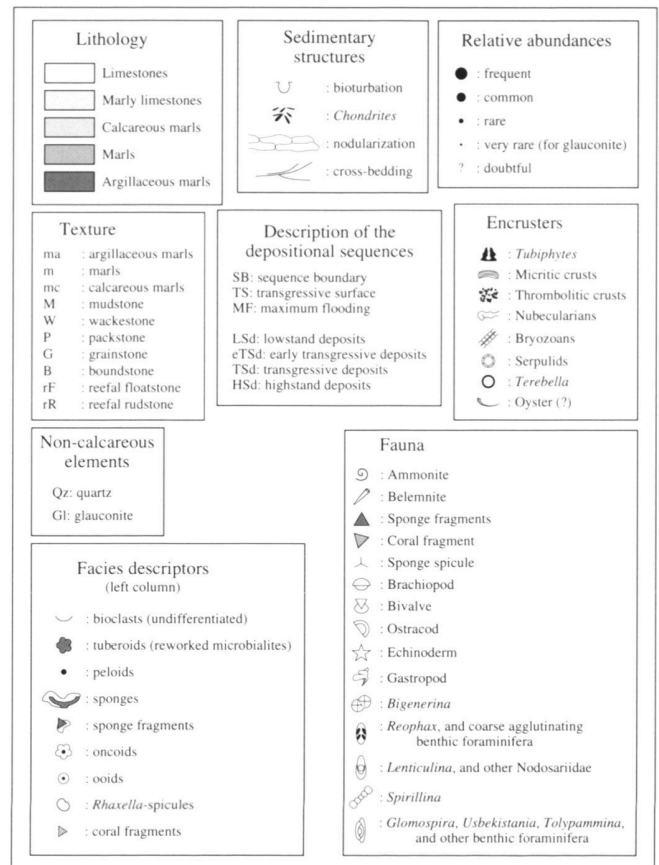 Lithology
Limestones
Marly limestones
Calcareous marls
Marls
Argillaceous marls
Sedimentary
structures
: bioturbation
: Chondrites
: nodularization
: cross-bedding
Relative abundances
: frequent
: common
: rare
: very rare (for glauconite)
? : doubtful
Texture
ma : argillaceous marls
m : marls
mc : calcareous marls
M : mudstone
W : wackestone
P : packstone
G : grainstone
B : boundstone
rF : reefal floatstone
rR : reefal rudstone
Description of the
depositional sequences
SB: sequence boundary
TS: transgressive surface
MF: maximum flooding
LSd: lowstand deposits
eTSd: early transgressive deposits
TSd: transgressive deposits
HSd: highstand deposits
Encrusters
: Tubiphytes
: Micritic crusts
: Thrombolitic crusts
: Nubecularians
: Bryozoans
: Serpulids
: Terebella
: Oyster (?)
Non-calcareous
elements
Qz: quartz
Gl: glauconite
Facies descriptors
(left column)
: bioclasts (undifferentiated)
: tuberoids (reworked microbialites)
: peloids
: sponges
: sponge fragments
: oncoids
: ooids
: Rhaxella-spicules
: coral fragments
Fauna
: Ammonite
: Belemnite
: Sponge fragments
: Coral fragment
: Sponge spicule
: Brachiopod
: Bivalve
: Ostracod
: Echinoderm
: Gastropod
: Bigenerina
: Reophax, and coarse agglutinating
benthic foraminifera
: Lenticulina, and other Nodosariidae
: Spirillina
: Glomospira, Usbekistania, Tolypammina,
and other benthic foraminifera